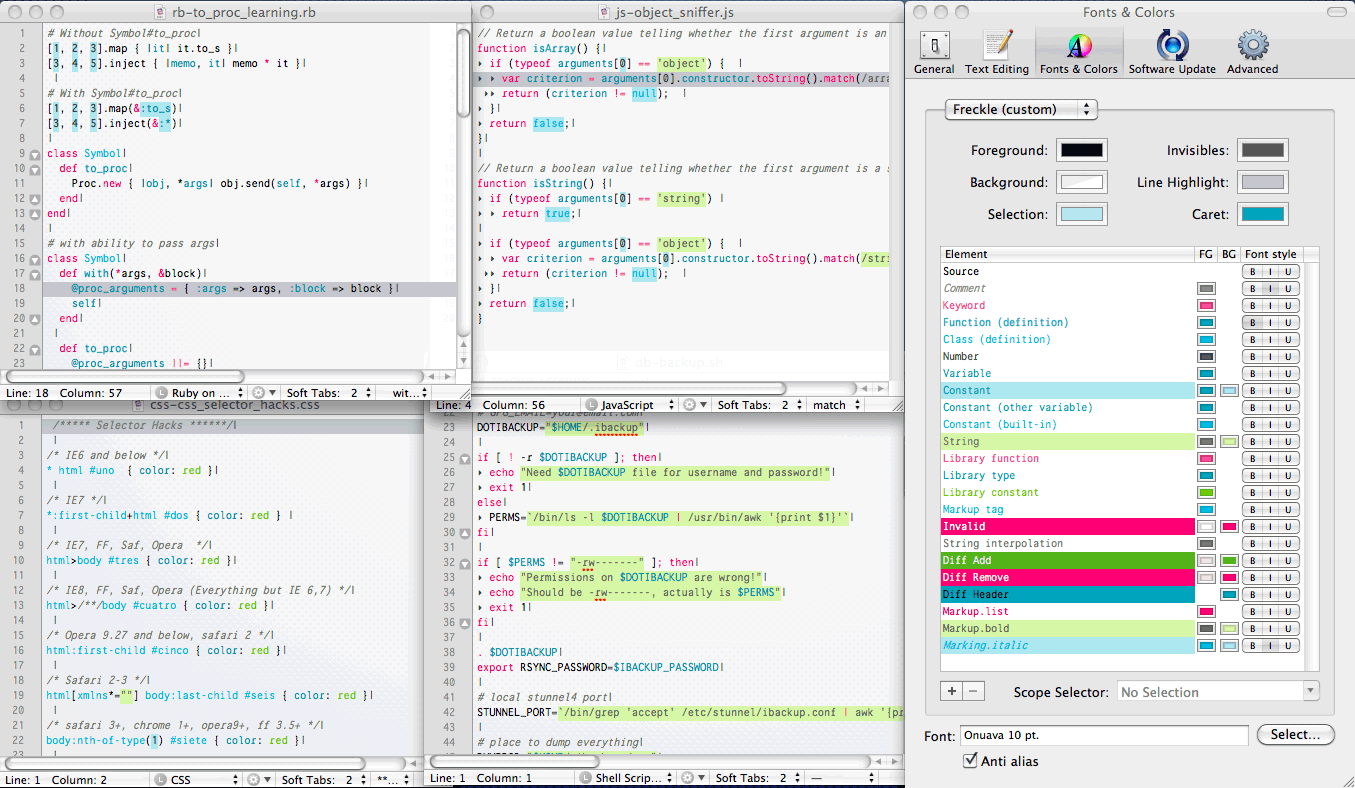 rb-to_proc_learning.rb
1 # Without Symbol#to_proc
2 [1, 2, 3].map { |it| it.to_s }
3 [3, 4, 5].inject { |memo, it| memo * it }
4
5 # With Symbol#to_proc
6 [1, 2, 3].map(&:to_s)
7 [3, 4, 5].inject(&:*)
8
9 class Symbol
10 def to_proc
11 Proc.new { |obj, *args| obj.send(self, *args) }
12 end
13 end
14
15 # with ability to pass args
16 class Symbol
17 def with(*args, &block)
18 @proc_arguments = { :args => args, :block => block }
19 self
20 end
21
22 def to_proc
23 @proc_arguments ||= {}
Line: 18 Column: 57 L Ruby on ... Soft Tabs: 2 wit...
js-object_sniffer.js
// Return a boolean value telling whether the first argument is an
function isArray() {
if (typeof arguments[0] == 'object') {
var criterion = arguments[0].constructor.toString().match(/arra
return (criterion != null);
}
return false;
}
// Return a boolean value telling whether the first argument is a s
function isString() {
if (typeof arguments[0] == 'string')
return true;
if (typeof arguments[0] == 'object') {
var criterion = arguments[0].constructor.toString().match(/stri
return (criterion != null);
}
return false;
}
Line: 4 Column: 56 L JavaScript Soft Tabs: 2 match
css-css_selector_hacks.css
1 /***** Selector Hacks ******/
2
3 /* IE6 and below */
4 * html #uno { color: red }
5
6 /* IE7 */
7 *:first-child+html #dos { color: red }
8
9 /* IE7, FF, Saf, Opera */
10 html>body #tres { color: red }
11
12 /* IE8, FF, Saf, Opera (Everything but IE 6,7) */
13 html>/**/body #cuatro { color: red }
14
15 /* Opera 9.27 and below, safari 2 */
16 html:first-child #cinco { color: red }
17
18 /* Safari 2-3 */
19 html[xmlns*=""] body:last-child #seis { color: red }
20
21 /* safari 3+, chrome 1+, opera9+, ff 3.5+ */
22 body:nth-of-type(1) #siete { color: red }
23
Line: 1 Column: 2 L CSS Soft Tabs: 2 **...
23 DOTIBACKUP="$HOME/.ibackup"
24
25 if [ ! -r $DOTIBACKUP ]; then
26 echo "Need $DOTIBACKUP file for username and password!"
27 exit 1
28 else
29 PERMS=`/bin/ls -l $DOTIBACKUP | /usr/bin/awk '{print $1}'`
30 fi
31
32 if [ $PERMS != "-rw-------" ]; then
33 echo "Permissions on $DOTIBACKUP are wrong!"
34 echo "Should be -rw-------, actually is $PERMS"
35 exit 1
36 fi
37
38 . $DOTIBACKUP
39 export RSYNC_PASSWORD=$IBACKUP_PASSWORD
40
41 # local stunnel4 port
42 STUNNEL_PORT=`/bin/grep 'accept' /etc/stunnel/ibackup.conf | awk '{pr
43
44 # place to dump everything
Line: 1 Column: 1 L Shell Scrip... Soft Tabs: 2 —
Fonts & Colors
General Text Editing Fonts & Colors Software Update Advanced
Freckle (custom)
Foreground: Invisibles:
Background: Line Highlight:
Selection: Caret:
Element FG BG Font style
Source B I U
Comment B I U
Keyword B I U
Function (definition) B I U
Class (definition) B I U
Number B I U
Variable B I U
Constant B I U
Constant (other variable) B I U
Constant (built-in) B I U
String B I U
Library function B I U
Library type B I U
Library constant B I U
Markup tag B I U
Invalid B I U
String interpolation B I U
Diff Add B I U
Diff Remove B I U
Diff Header B I U
Markup.list B I U
Markup.bold B I U
Marking.italic B I U
+ − Scope Selector: No Selection
Font: Onuava 10 pt. Select...
Anti alias